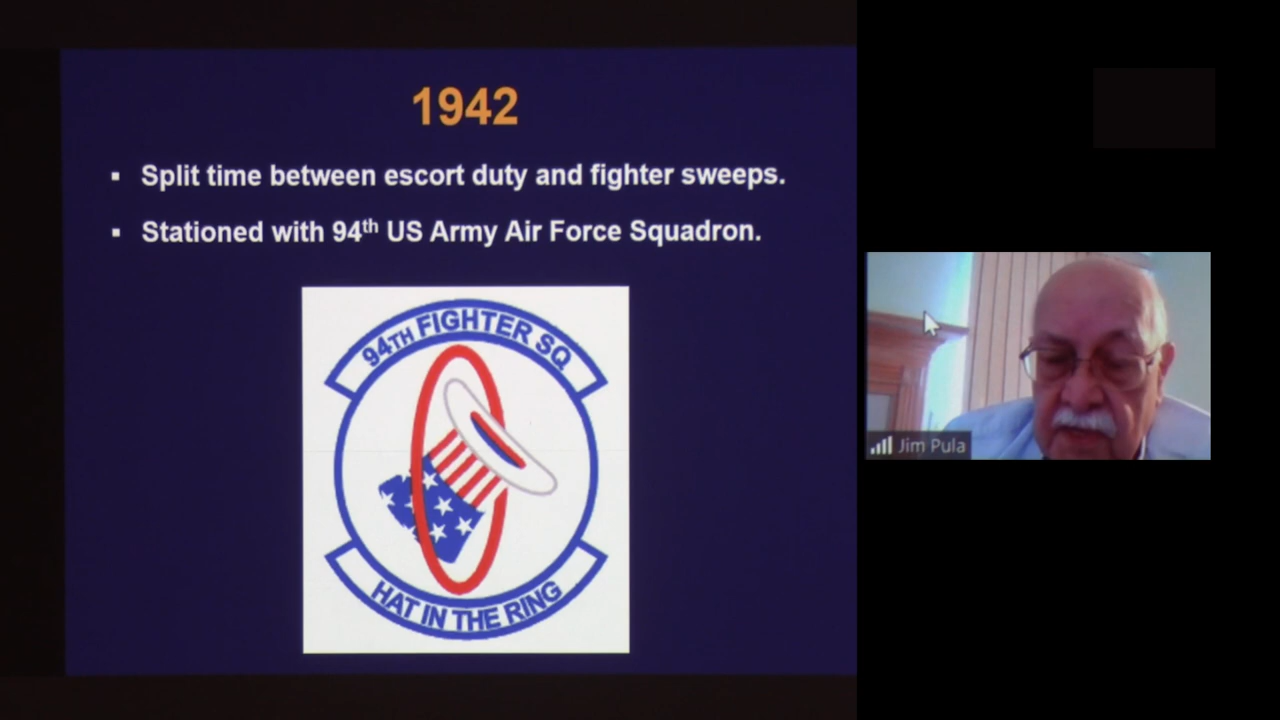 1942
▪ Split time between escort duty and fighter sweeps.
▪ Stationed with 94th US Army Air Force Squadron.
94TH FIGHTER SQ
HAT IN THE RING
Jim Pula